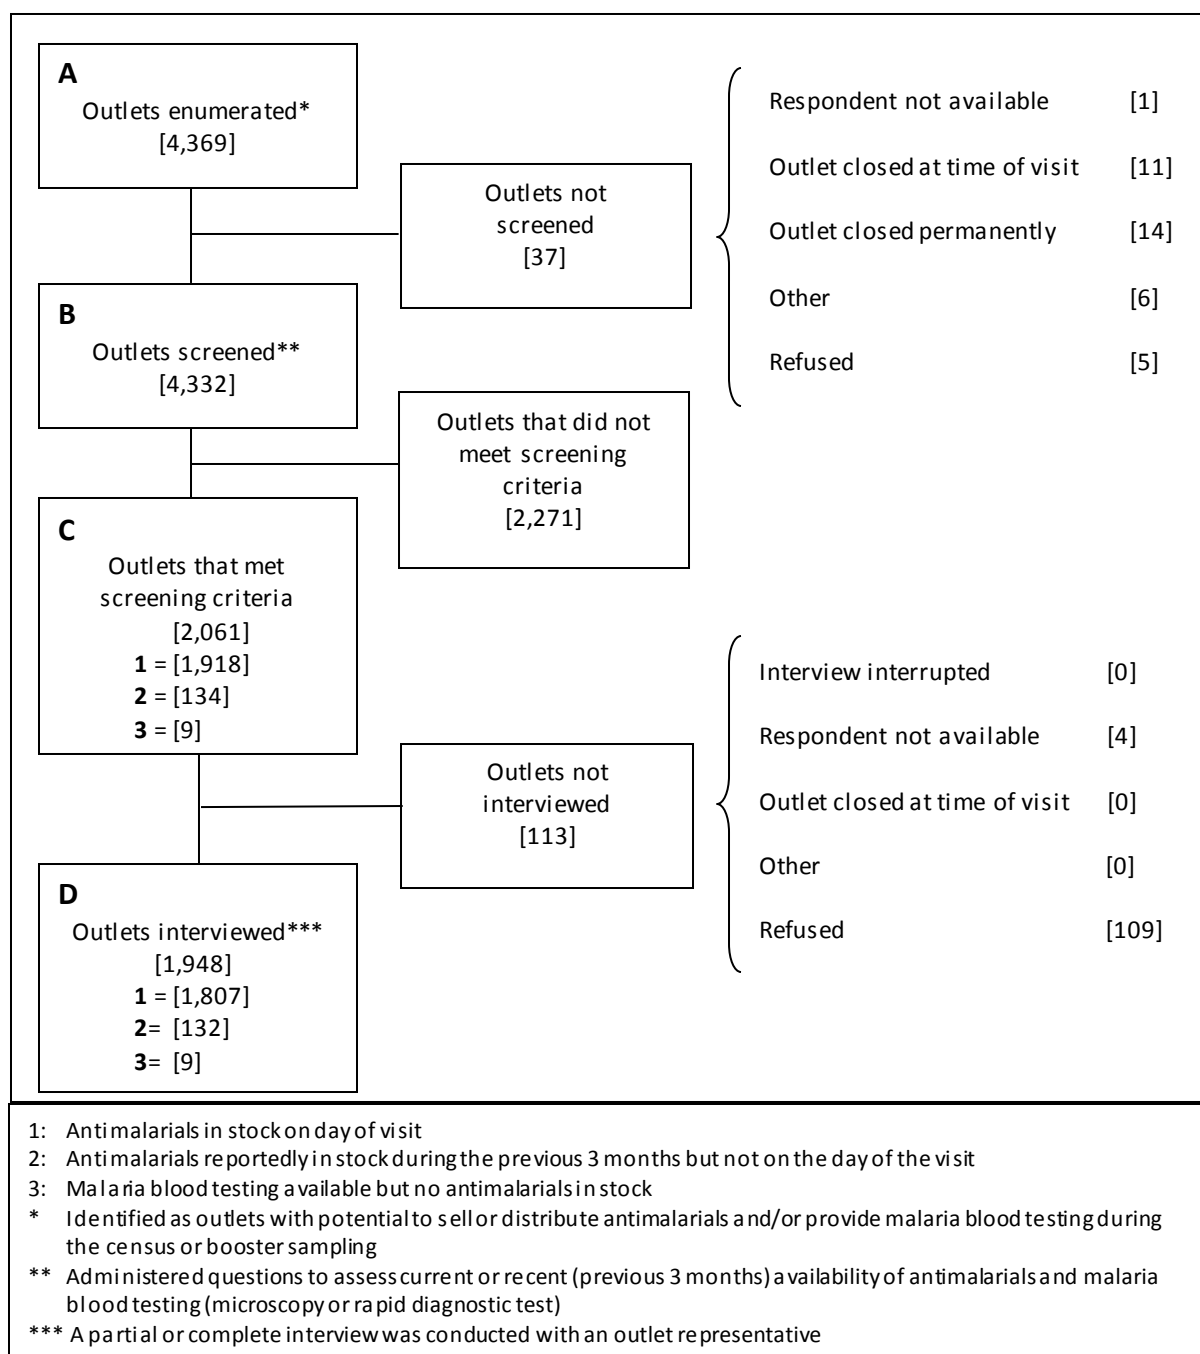 A
Outlets enumerated*
[4,369]
Outlets not
screened
[37]
Respondent not available [1]
Outlet closed at time of visit [11]
Outlet closed permanently [14]
Other [6]
Refused [5]
B
Outlets screened**
[4,332]
Outlets that did not
meet screening
criteria
[2,271]
C
Outlets that met
screening criteria
[2,061]
1 = [1,918]
2 = [134]
3 = [9]
Outlets not
interviewed
[113]
Interview interrupted [0]
Respondent not available [4]
Outlet closed at time of visit [0]
Other [0]
Refused [109]
D
Outlets interviewed***
[1,948]
1 = [1,807]
2= [132]
3= [9]
1: Antimalarials in stock on day of visit
2: Antimalarials reportedly in stock during the previous 3 months but not on the day of the visit
3: Malaria blood testing available but no antimalarials in stock
* Identified as outlets with potential to sell or distribute antimalarials and/or provide malaria blood testing during
the census or booster sampling
** Administered questions to assess current or recent (previous 3 months) availability of antimalarials and malaria
blood testing (microscopy or rapid diagnostic test)
*** A partial or complete interview was conducted with an outlet representative